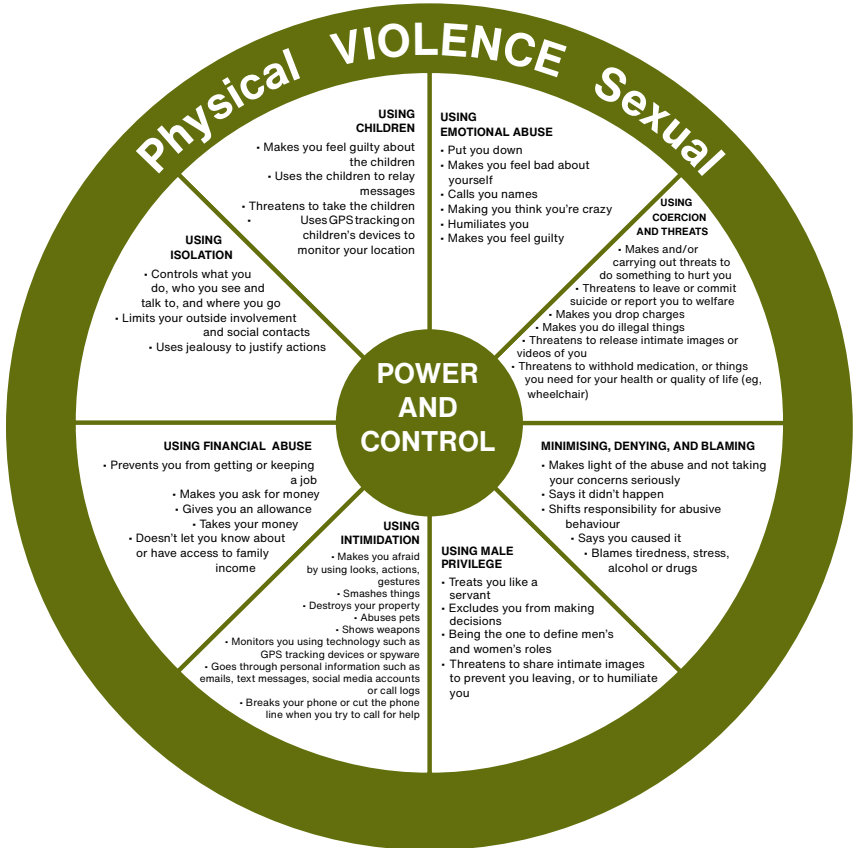 Physical VIOLENCE Sexual
USING
CHILDREN
• Makes you feel guilty about
the children
• Uses the children to relay
messages
• Threatens to take the children
•
Uses GPS tracking on
children's devices to
monitor your location
USING
EMOTIONAL ABUSE
• Put you down
• Makes you feel bad about
yourself
• Calls you names
• Making you think you're crazy
• Humiliates you
• Makes you feel guilty
USING
COERCION
AND THREATS
• Makes and/or
carrying out threats to
do something to hurt you
• Threatens to leave or commit
suicide or report you to welfare
• Makes you drop charges
• Makes you do illegal things
• Threatens to release intimate images or
videos of you
• Threatens to withhold medication, or things
you need for your health or quality of life (eg,
wheelchair)
USING
ISOLATION
• Controls what you
do, who you see and
talk to, and where you go
• Limits your outside involvement
and social contacts
• Uses jealousy to justify actions
POWER
AND
CONTROL
USING FINANCIAL ABUSE
• Prevents you from getting or keeping
a job
• Makes you ask for money
• Gives you an allowance
• Takes your money
• Doesn't let you know about
or have access to family
income
USING
INTIMIDATION
• Makes you afraid
by using looks, actions,
gestures
• Smashes things
• Destroys your property
• Abuses pets
• Shows weapons
• Monitors you using technology such as
GPS tracking devices or spyware
• Goes through personal information such as
emails, text messages, social media accounts
or call logs
• Breaks your phone or cut the phone
line when you try to call for help
USING MALE
PRIVILEGE
• Treats you like a
servant
• Excludes you from making
decisions
• Being the one to define men's
and women's roles
• Threatens to share intimate images
to prevent you leaving, or to humiliate
you
MINIMISING, DENYING, AND BLAMING
• Makes light of the abuse and not taking
your concerns seriously
• Says it didn't happen
• Shifts responsibility for abusive
behaviour
• Says you caused it
• Blames tiredness, stress,
alcohol or drugs